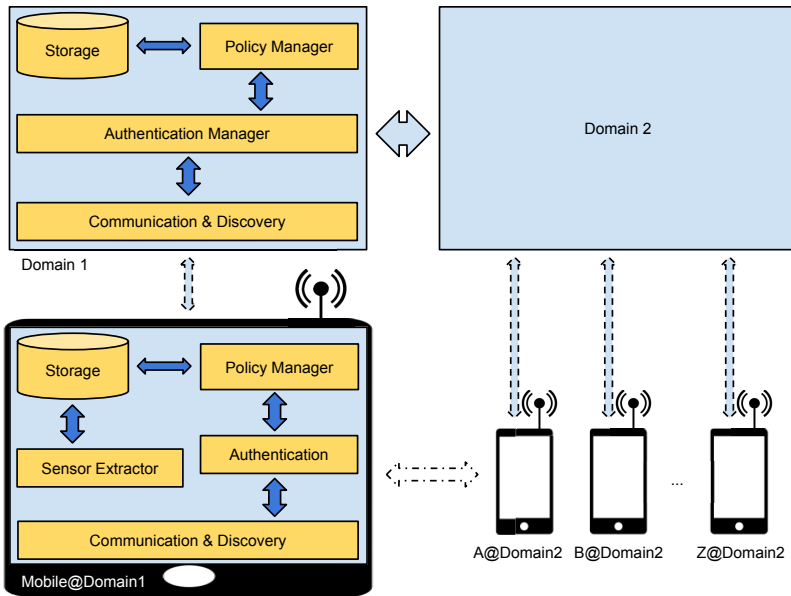 Storage
Policy Manager
Authentication Manager
Communication & Discovery
Domain 1
Domain 2
Storage
Policy Manager
Sensor Extractor
Authentication
Communication & Discovery
Mobile@Domain1
A@Domain2
B@Domain2
...
Z@Domain2